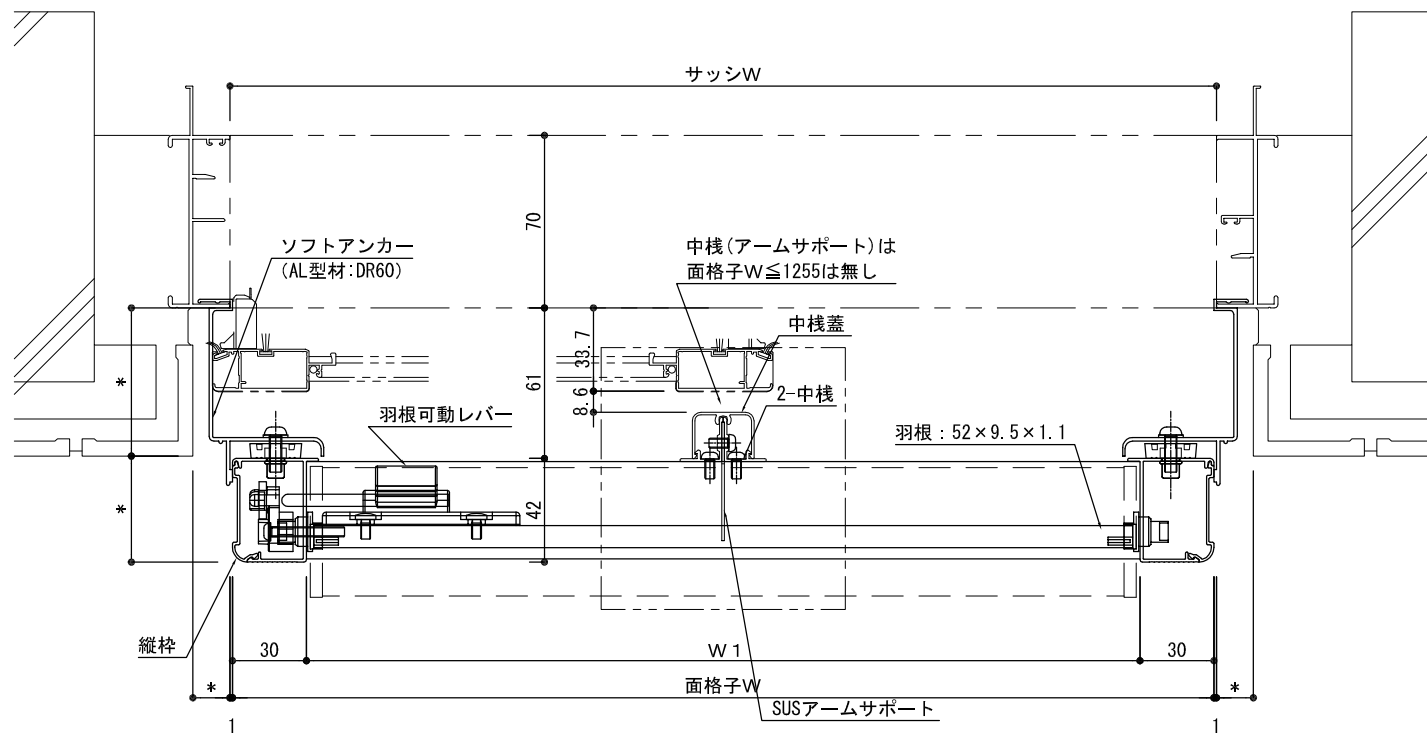 サッシW
70
ソフトアンカー
(AL型材:DR60)
中桟(アームサポート)は
面格子W≦1255は無し
中桟蓋
33.7
*
61
8.6
2-中桟
羽根可動レバー
羽根：52×9.5×1.1
*
42
縦枠
30
W1
30
*
面格子W
*
SUSアームサポート
1
1